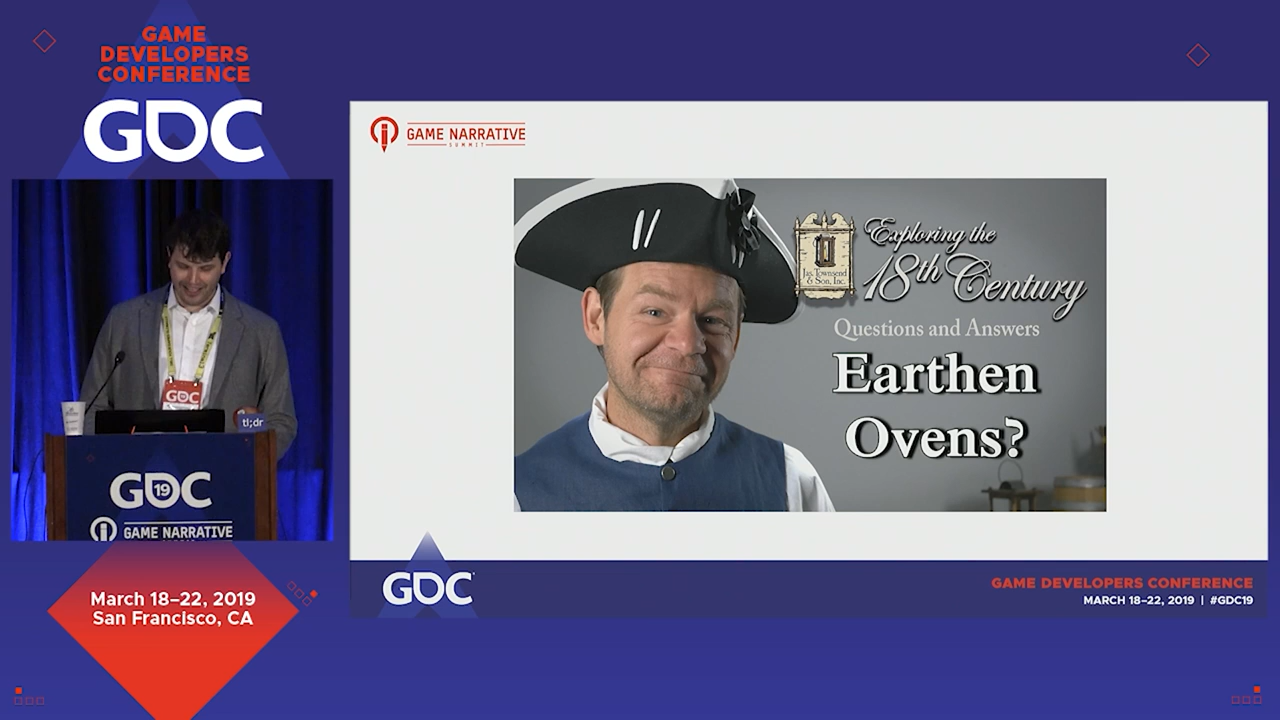 GAME
DEVELOPERS
CONFERENCE
GDC
GAME NARRATIVE
SUMMIT
Jas. Townsend
& Son, Inc.
Exploring the
18th Century
Questions and Answers
Earthen
Ovens?
GDC
tl;dr
GDC
19
GAME NARRATIVE
March 18–22, 2019
San Francisco, CA
GDC
GAME DEVELOPERS CONFERENCE
MARCH 18–22, 2019 | #GDC19